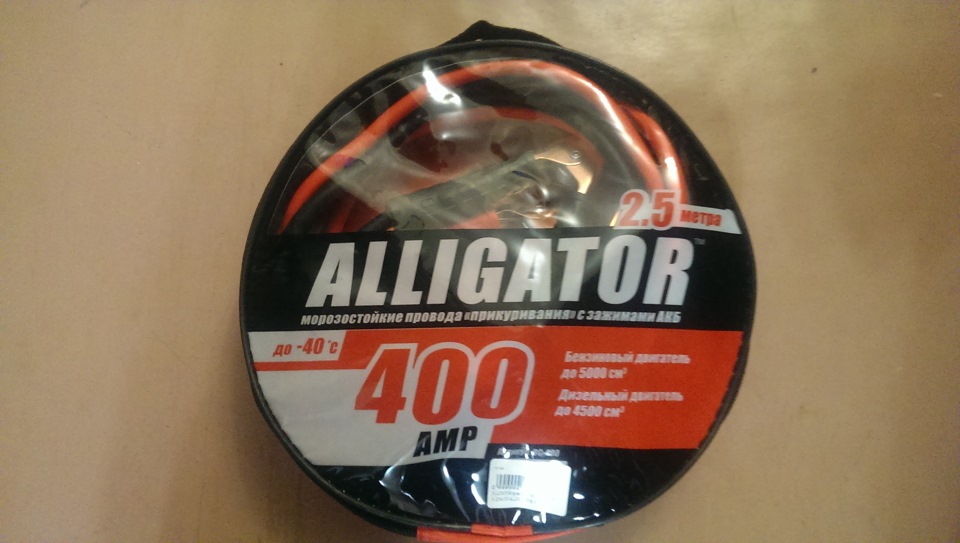 2.5 метра
ALLIGATOR™
морозостойкие провода «прикуривания» с зажимами АКБ
до -40°с
400
AMP
Бензиновый двигатель
до 5000 см³
Дизельный двигатель
до 4500 см³